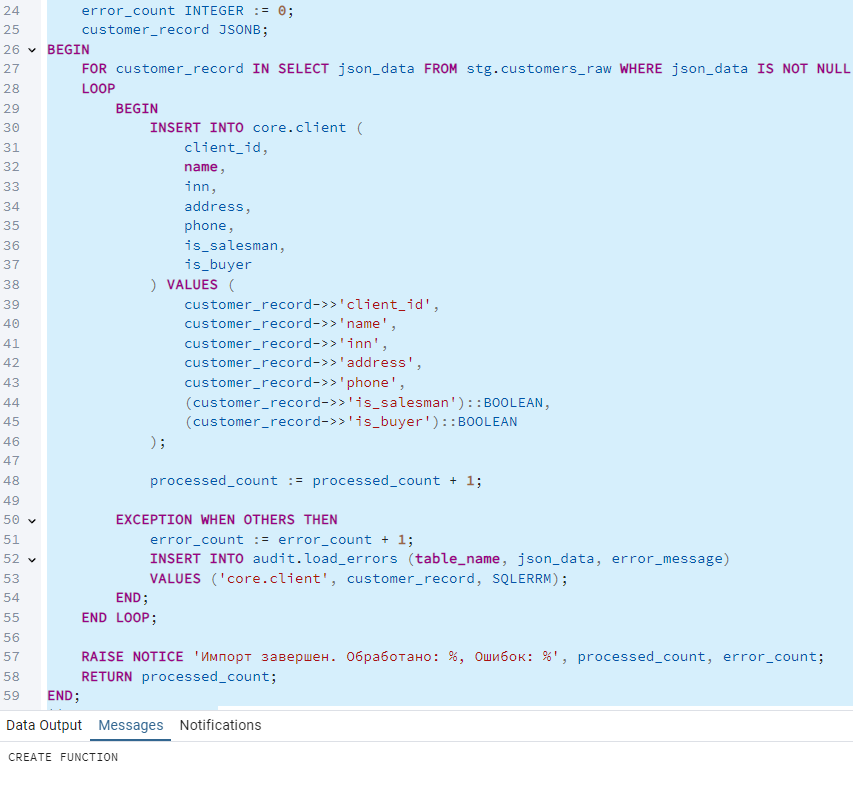 24 error_count INTEGER := 0;
25 customer_record JSONB;
26 BEGIN
27 FOR customer_record IN SELECT json_data FROM stg.customers_raw WHERE json_data IS NOT NULL
28 LOOP
29 BEGIN
30 INSERT INTO core.client (
31 client_id,
32 name,
33 inn,
34 address,
35 phone,
36 is_salesman,
37 is_buyer
38 ) VALUES (
39 customer_record->>'client_id',
40 customer_record->>'name',
41 customer_record->>'inn',
42 customer_record->>'address',
43 customer_record->>'phone',
44 (customer_record->>'is_salesman')::BOOLEAN,
45 (customer_record->>'is_buyer')::BOOLEAN
46 );
47
48 processed_count := processed_count + 1;
49
50 EXCEPTION WHEN OTHERS THEN
51 error_count := error_count + 1;
52 INSERT INTO audit.load_errors (table_name, json_data, error_message)
53 VALUES ('core.client', customer_record, SQLERRM);
54 END;
55 END LOOP;
56
57 RAISE NOTICE 'Импорт завершен. Обработано: %, Ошибок: %', processed_count, error_count;
58 RETURN processed_count;
59 END;
Data Output Messages Notifications
CREATE FUNCTION